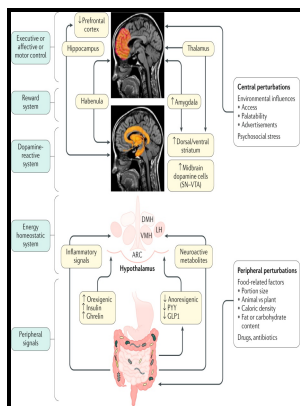 Executive or
affective or
motor control
↓Prefrontal
cortex
Hippocampus
Thalamus
Reward
system
Habenula
↑Amygdala
Dopamine-
reactive system
↑Dorsal/ventral
striatum
↑Midbrain
dopamine cells
(SN-VTA)
Central perturbations
Environmental influences
• Access
• Palatability
• Advertisements
Psychosocial stress
Energy
homeostatic
system
Inflammatory
signals
DMH
LH
VMH
ARC
Hypothalamus
Neuroactive
metabolites
↑Orexigenic
↑Insulin
↑Ghrelin
↓Anorexigenic
↓PYY
↓GLP1
Peripheral
signals
Peripheral perturbations
Food-related factors
• Portion size
• Animal vs plant
• Caloric density
• Fat or carbohydrate
content
Drugs, antibiotics